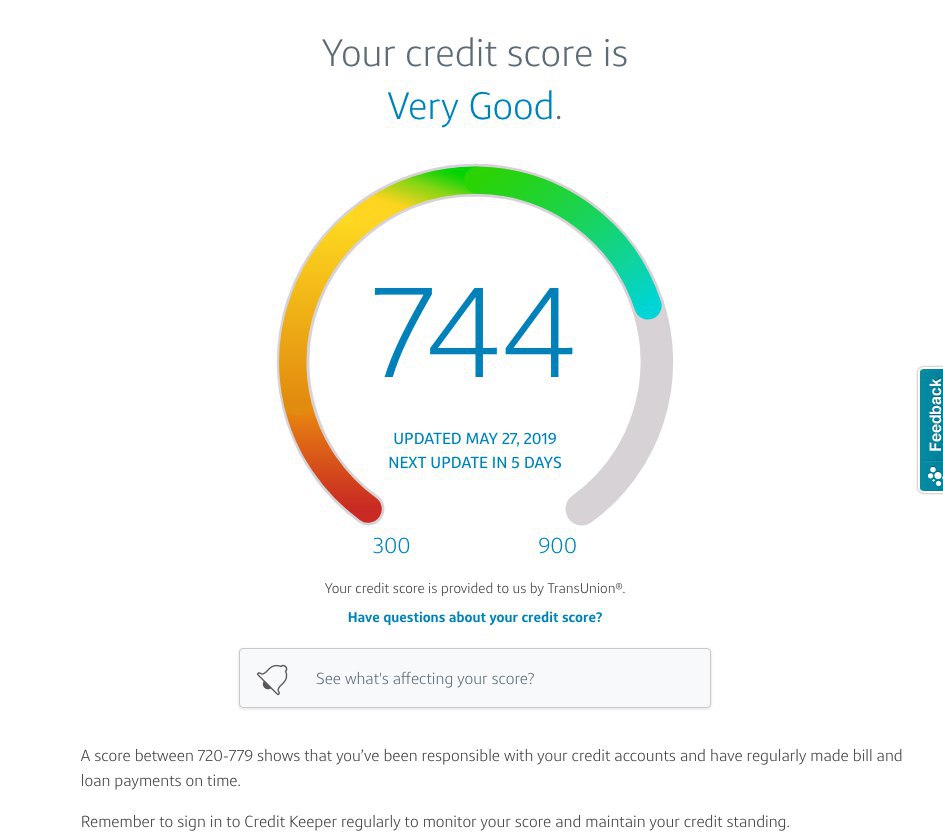 Your credit score is
Very Good.
744
UPDATED MAY 27, 2019
NEXT UPDATE IN 5 DAYS
300
900
Your credit score is provided to us by TransUnion®.
Have questions about your credit score?
See what's affecting your score?
A score between 720-779 shows that you’ve been responsible with your credit accounts and have regularly made bill and
loan payments on time.
Remember to sign in to Credit Keeper regularly to monitor your score and maintain your credit standing.
Feedback